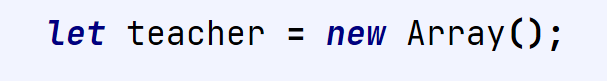 let teacher = new Array();